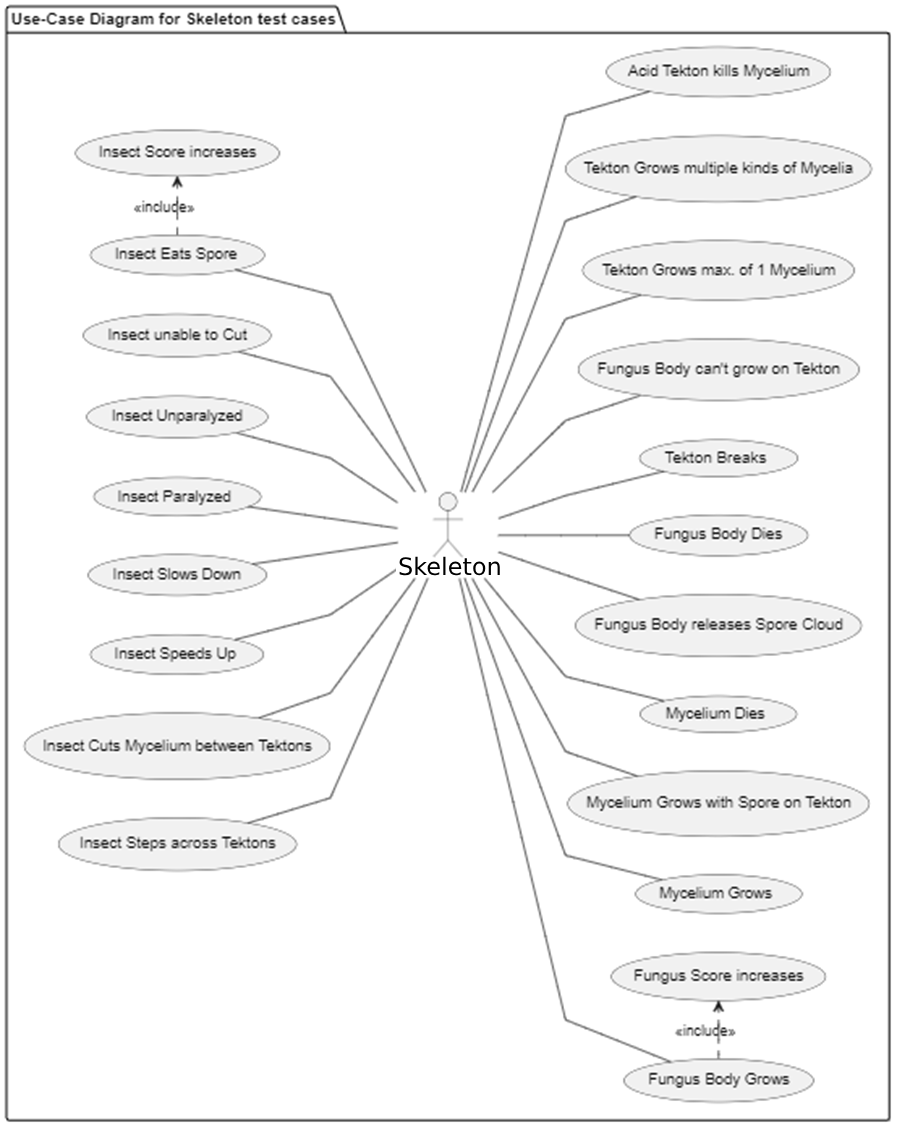 Use-Case Diagram for Skeleton test cases
Acid Tekton kills Mycelium
Insect Score increases
Tekton Grows multiple kinds of Mycelia
«include»
Insect Eats Spore
Tekton Grows max. of 1 Mycelium
Insect unable to Cut
Fungus Body can't grow on Tekton
Insect Unparalyzed
Tekton Breaks
Insect Paralyzed
Fungus Body Dies
Skeleton
Insect Slows Down
Fungus Body releases Spore Cloud
Insect Speeds Up
Mycelium Dies
Insect Cuts Mycelium between Tektons
Mycelium Grows with Spore on Tekton
Insect Steps across Tektons
Mycelium Grows
Fungus Score increases
«include»
Fungus Body Grows